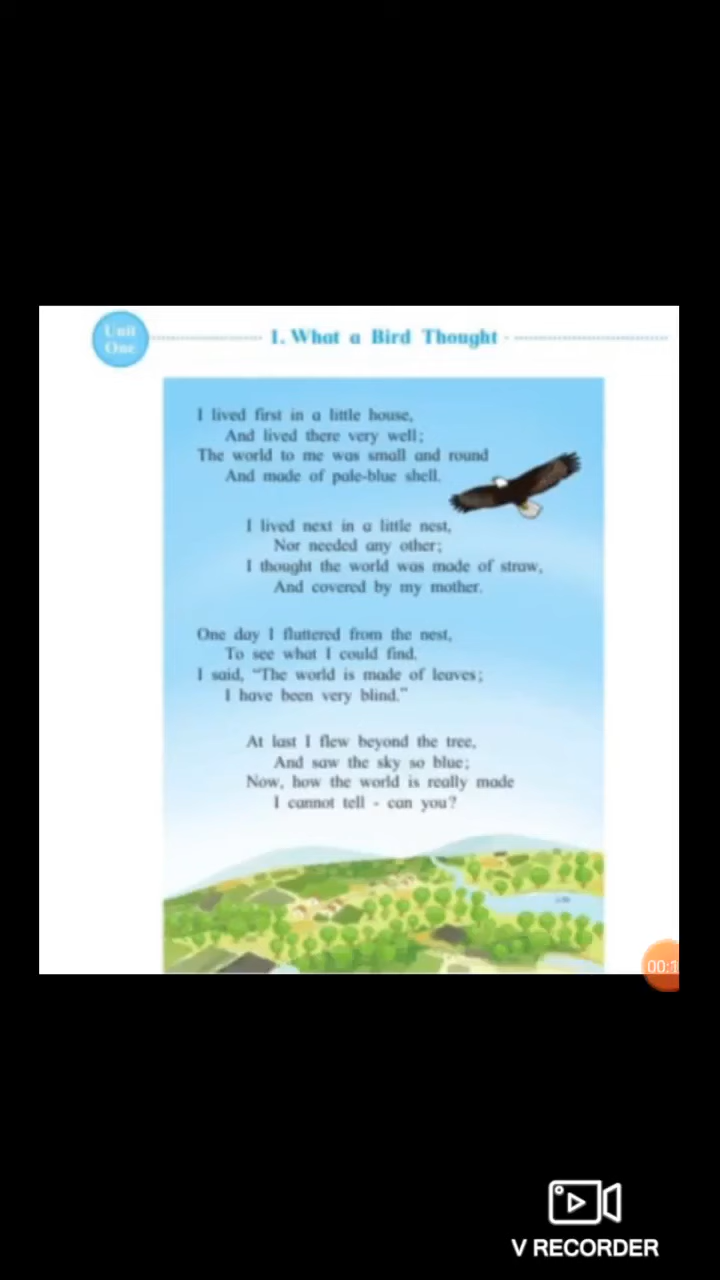 Unit
One
1. What a Bird Thought
I lived first in a little house,
And lived there very well;
The world to me was small and round
And made of pale-blue shell.
I lived next in a little nest,
Nor needed any other;
I thought the world was made of straw,
And covered by my mother.
One day I fluttered from the nest,
To see what I could find.
I said, "The world is made of leaves;
I have been very blind."
At last I flew beyond the tree,
And saw the sky so blue;
Now, how the world is really made
I cannot tell - can you?
V RECORDER